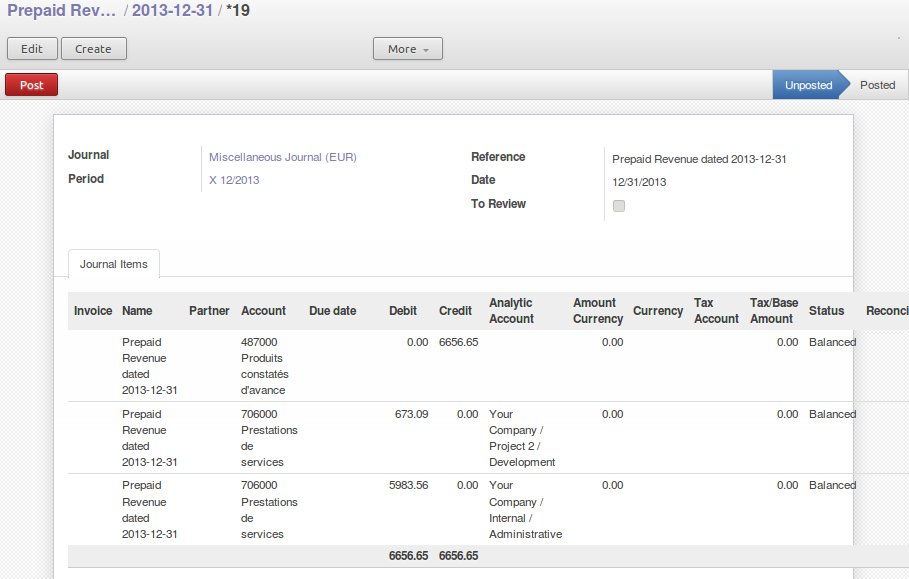 Prepaid Rev... / 2013-12-31 / *19
Edit Create More
Post Unposted Posted
Journal Miscellaneous Journal (EUR) Reference Prepaid Revenue dated 2013-12-31
Period X 12/2013 Date 12/31/2013
To Review
Journal Items
Invoice Name Partner Account Due date Debit Credit Analytic Account Amount Currency Currency Tax Account Tax/Base Amount Status Reconci
Prepaid 487000 0.00 6656.65 0.00 0.00 Balanced
Revenue Produits
dated constatés
2013-12-31 d'avance
Prepaid 706000 673.09 0.00 Your 0.00 0.00 Balanced
Revenue Prestations Company /
dated de Project 2 /
2013-12-31 services Development
Prepaid 706000 5983.56 0.00 Your 0.00 0.00 Balanced
Revenue Prestations Company /
dated de Internal /
2013-12-31 services Administrative
6656.65 6656.65